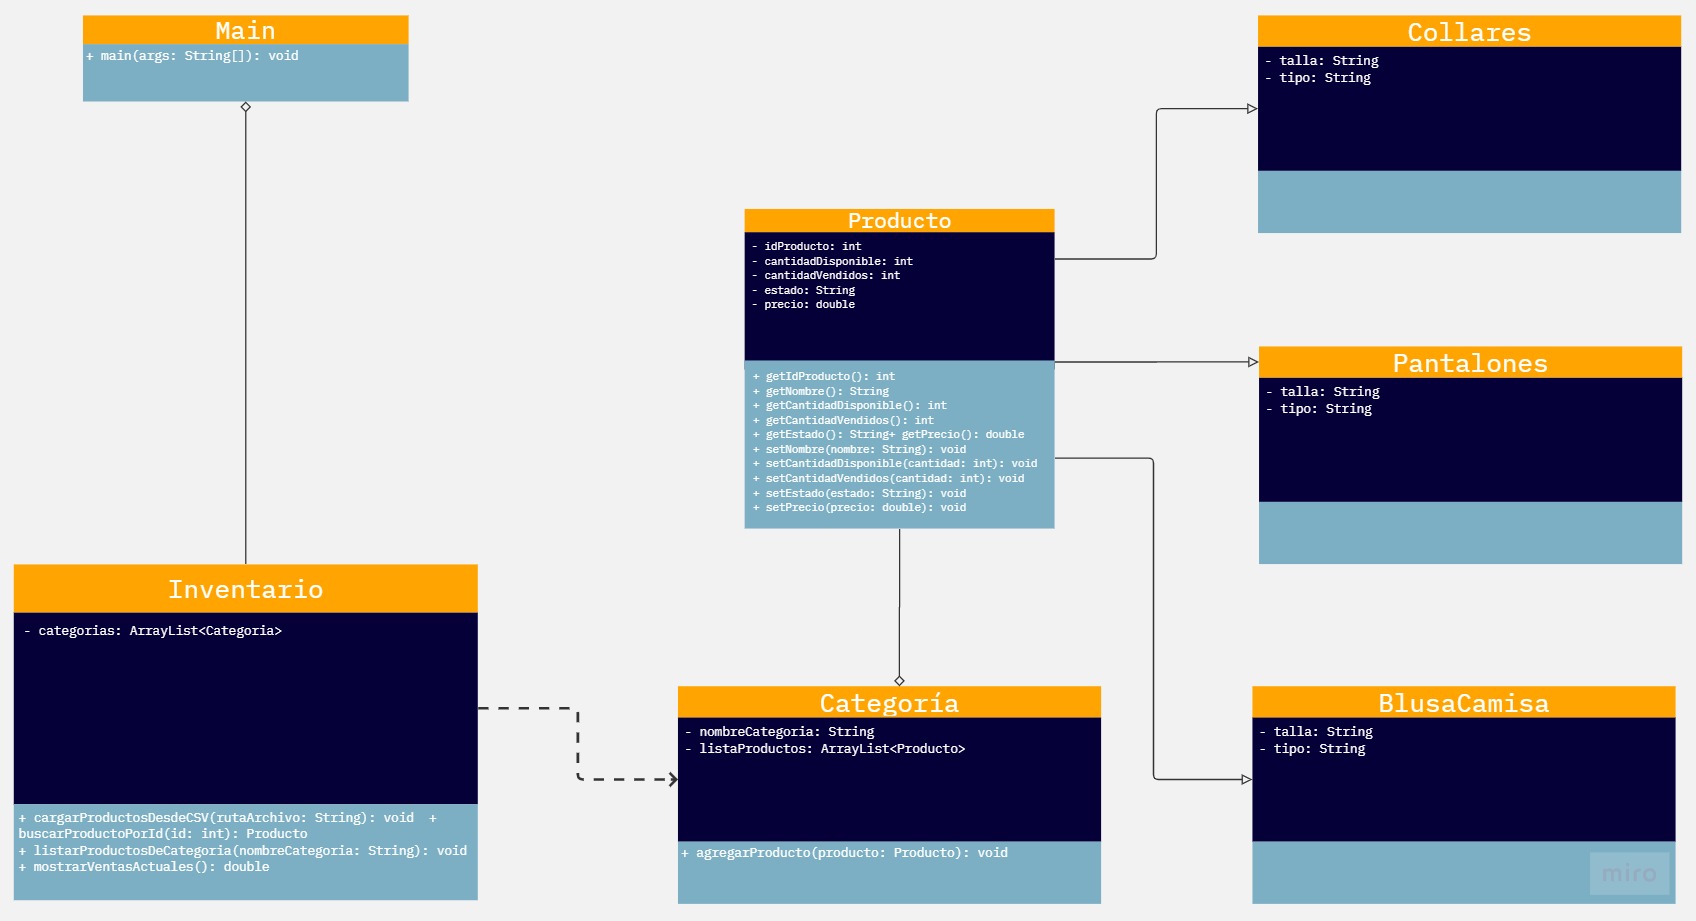 Main
+ main(args: String[]): void
Collares
- talla: String
- tipo: String
Producto
- idProducto: int
- cantidadDisponible: int
- cantidadVendidos: int
- estado: String
- precio: double
+ getIdProducto(): int
+ getNombre(): String
+ getCantidadDisponible(): int
+ getCantidadVendidos(): int
+ getEstado(): String+ getPrecio(): double
+ setNombre(nombre: String): void
+ setCantidadDisponible(cantidad: int): void
+ setCantidadVendidos(cantidad: int): void
+ setEstado(estado: String): void
+ setPrecio(precio: double): void
Pantalones
- talla: String
- tipo: String
Inventario
- categorias: ArrayList<Categoria>
+ cargarProductosDesdeCSV(rutaArchivo: String): void  +
buscarProductoPorId(id: int): Producto
+ listarProductosDeCategoria(nombreCategoria: String): void
+ mostrarVentasActuales(): double
Categoría
- nombreCategoria: String
- listaProductos: ArrayList<Producto>
+ agregarProducto(producto: Producto): void
BlusaCamisa
- talla: String
- tipo: String
miro